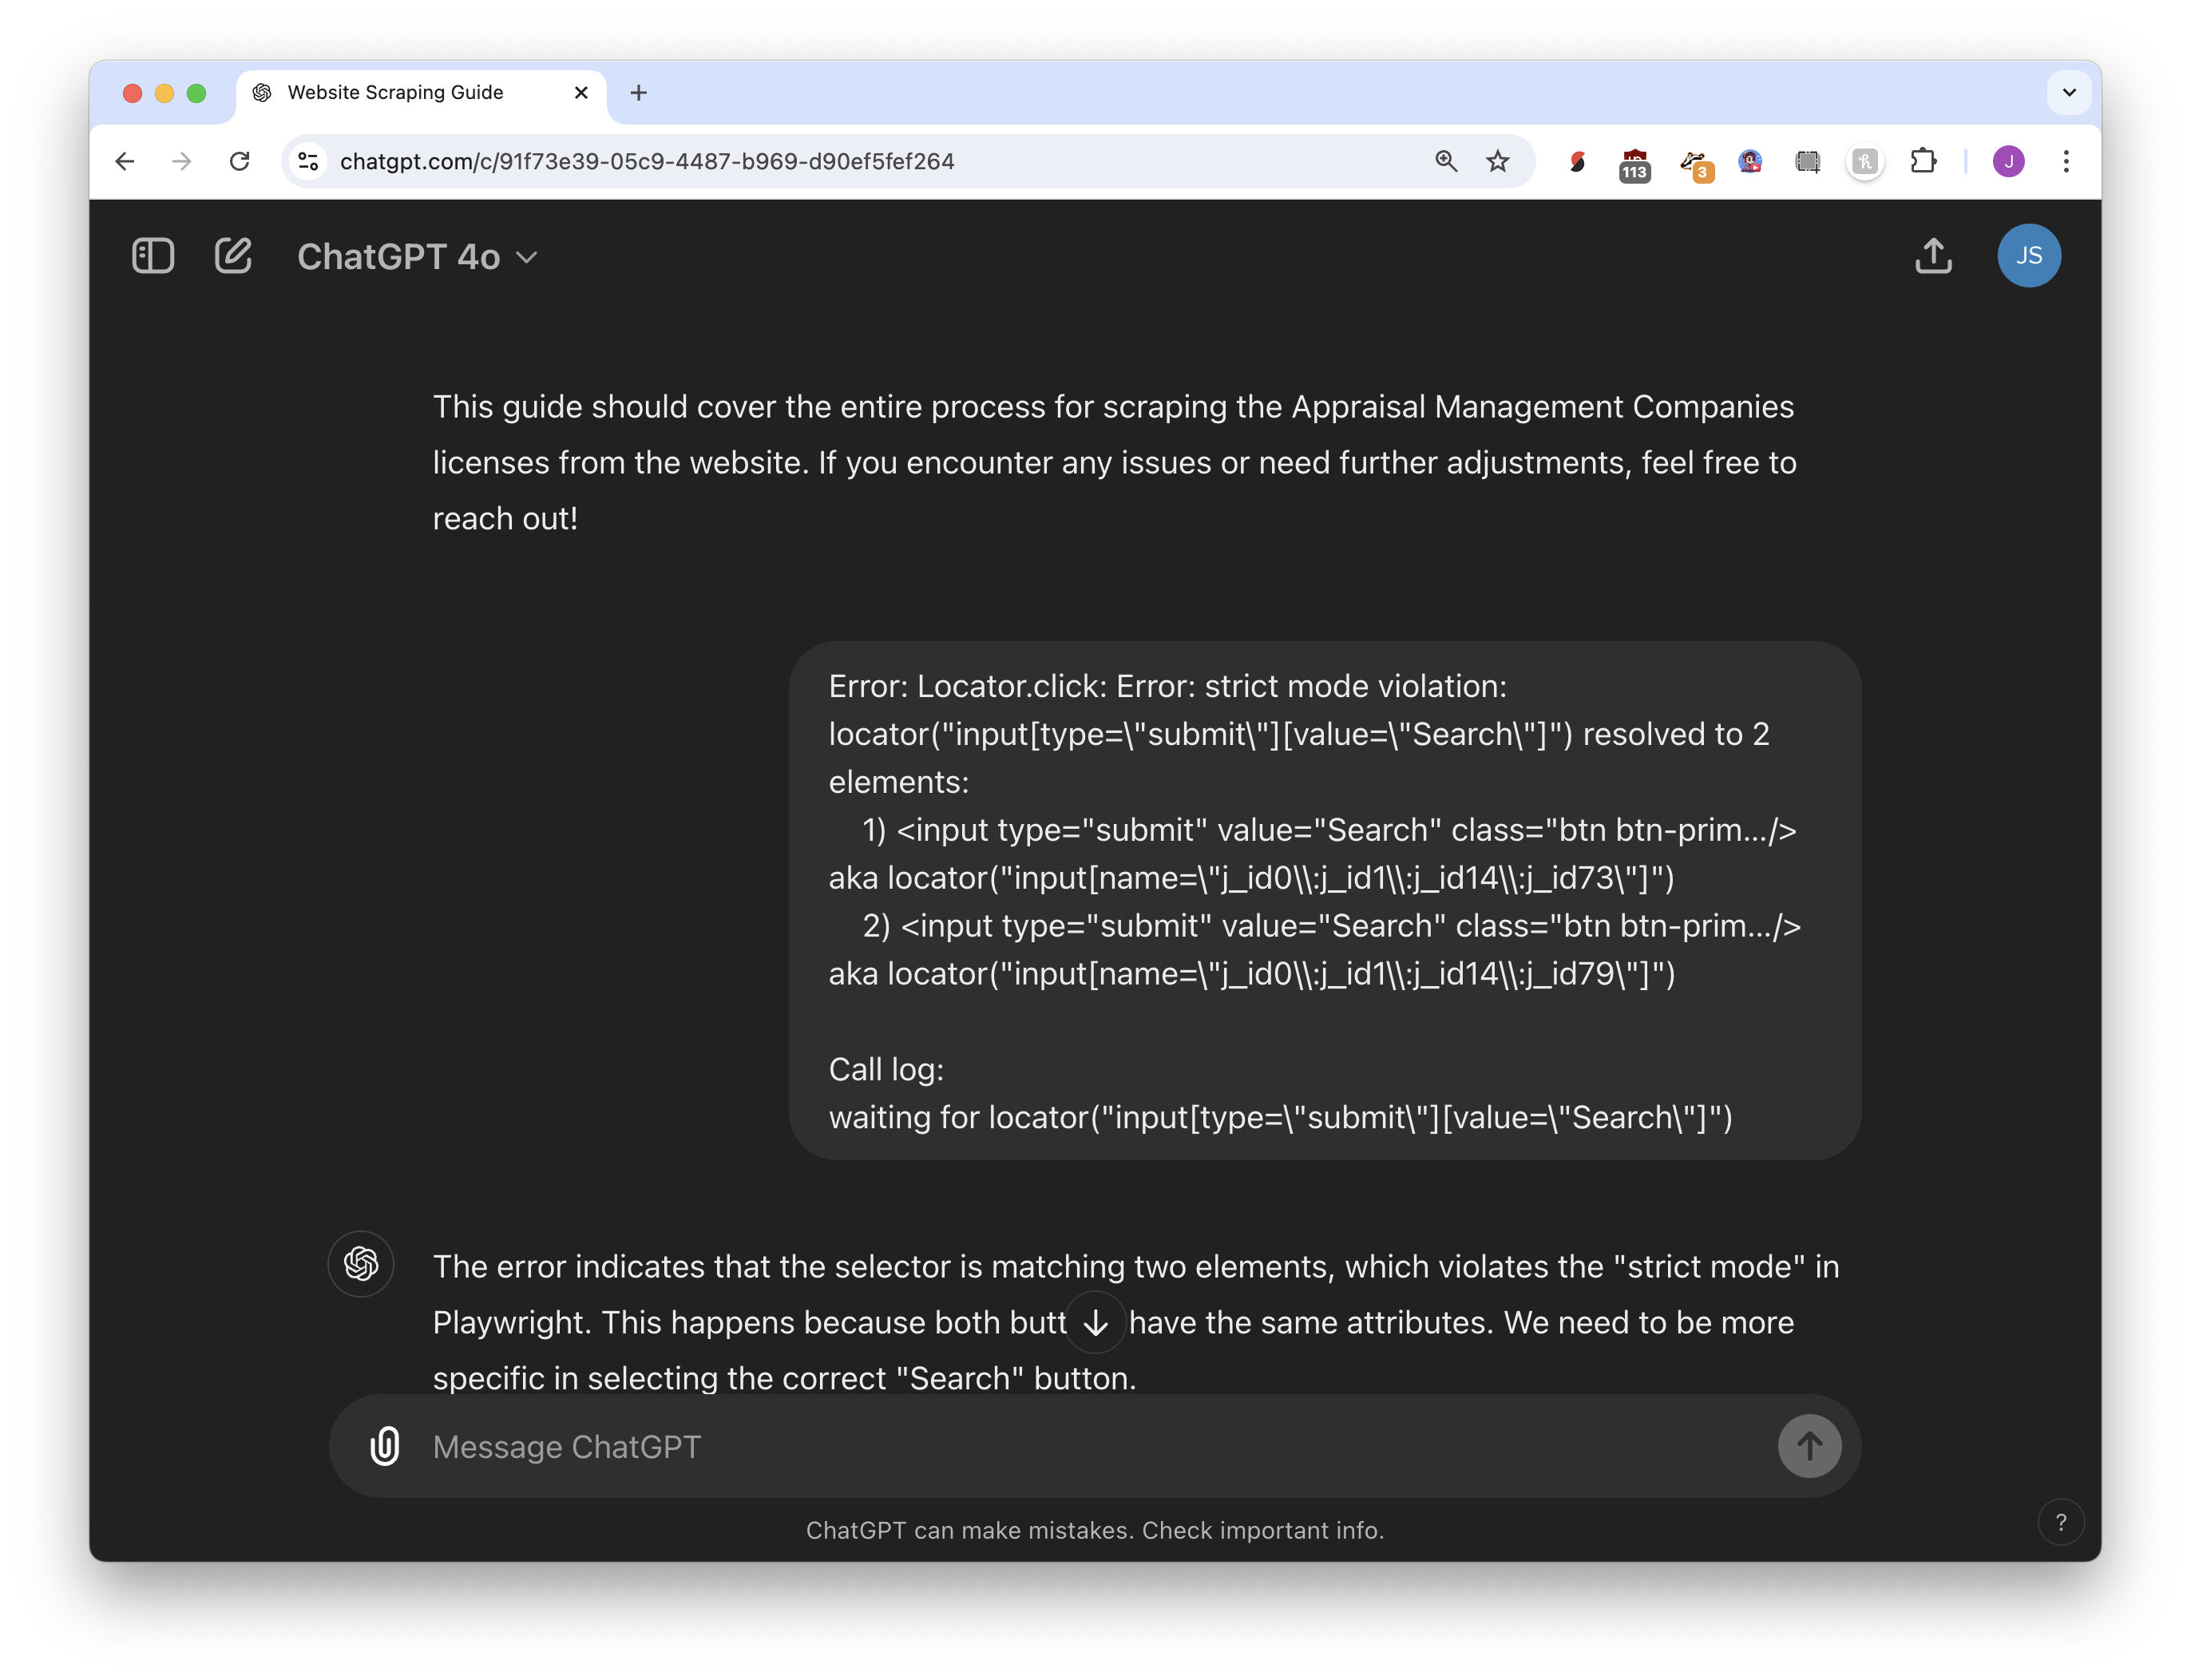 Website Scraping Guide
chatgpt.com/c/91f73e39-05c9-4487-b969-d90ef5fef264
113
3
J
ChatGPT 4o
JS
This guide should cover the entire process for scraping the Appraisal Management Companies
licenses from the website. If you encounter any issues or need further adjustments, feel free to
reach out!
Error: Locator.click: Error: strict mode violation:
locator("input[type=\"submit\"][value=\"Search\"]") resolved to 2
elements:
1) <input type="submit" value="Search" class="btn btn-prim…/>
aka locator("input[name=\"j_id0\\:j_id1\\:j_id14\\:j_id73\"]")
2) <input type="submit" value="Search" class="btn btn-prim…/>
aka locator("input[name=\"j_id0\\:j_id1\\:j_id14\\:j_id79\"]")
Call log:
waiting for locator("input[type=\"submit\"][value=\"Search\"]")
The error indicates that the selector is matching two elements, which violates the "strict mode" in
Playwright. This happens because both butt have the same attributes. We need to be more
specific in selecting the correct "Search" button.
Message ChatGPT
ChatGPT can make mistakes. Check important info.
?